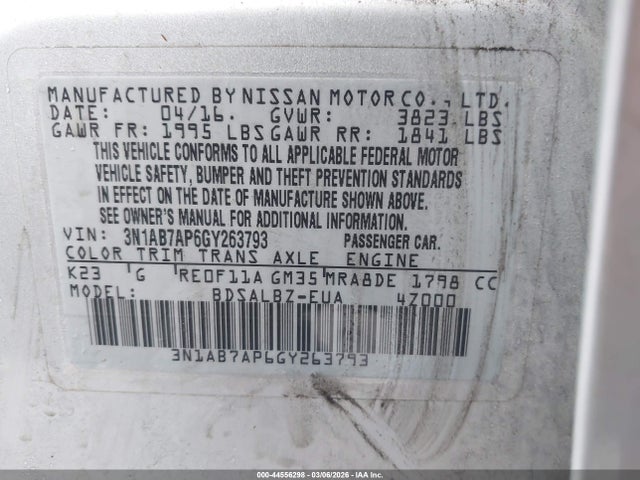 MANUFACTURED BY NISSAN MOTOR CO., LTD.
DATE: 04/16. GVWR: 3823 LBS
GAWR FR: 1995 LBS GAWR RR: 1841 LBS
THIS VEHICLE CONFORMS TO ALL APPLICABLE FEDERAL MOTOR
VEHICLE SAFETY, BUMPER AND THEFT PREVENTION STANDARDS
IN EFFECT ON THE DATE OF MANUFACTURE SHOWN ABOVE.
SEE OWNER'S MANUAL FOR ADDITIONAL INFORMATION.
VIN: 3N1AB7AP6GY263793 PASSENGER CAR.
COLOR TRIM TRANS AXLE ENGINE
K23 G RE0F11A GM35 MRA8DE 1798 CC
MODEL: BDSALBZ-EUA 4Z000
3N1AB7AP6GY263793
000-44556298 | 03/06/2026 | IAA Inc.